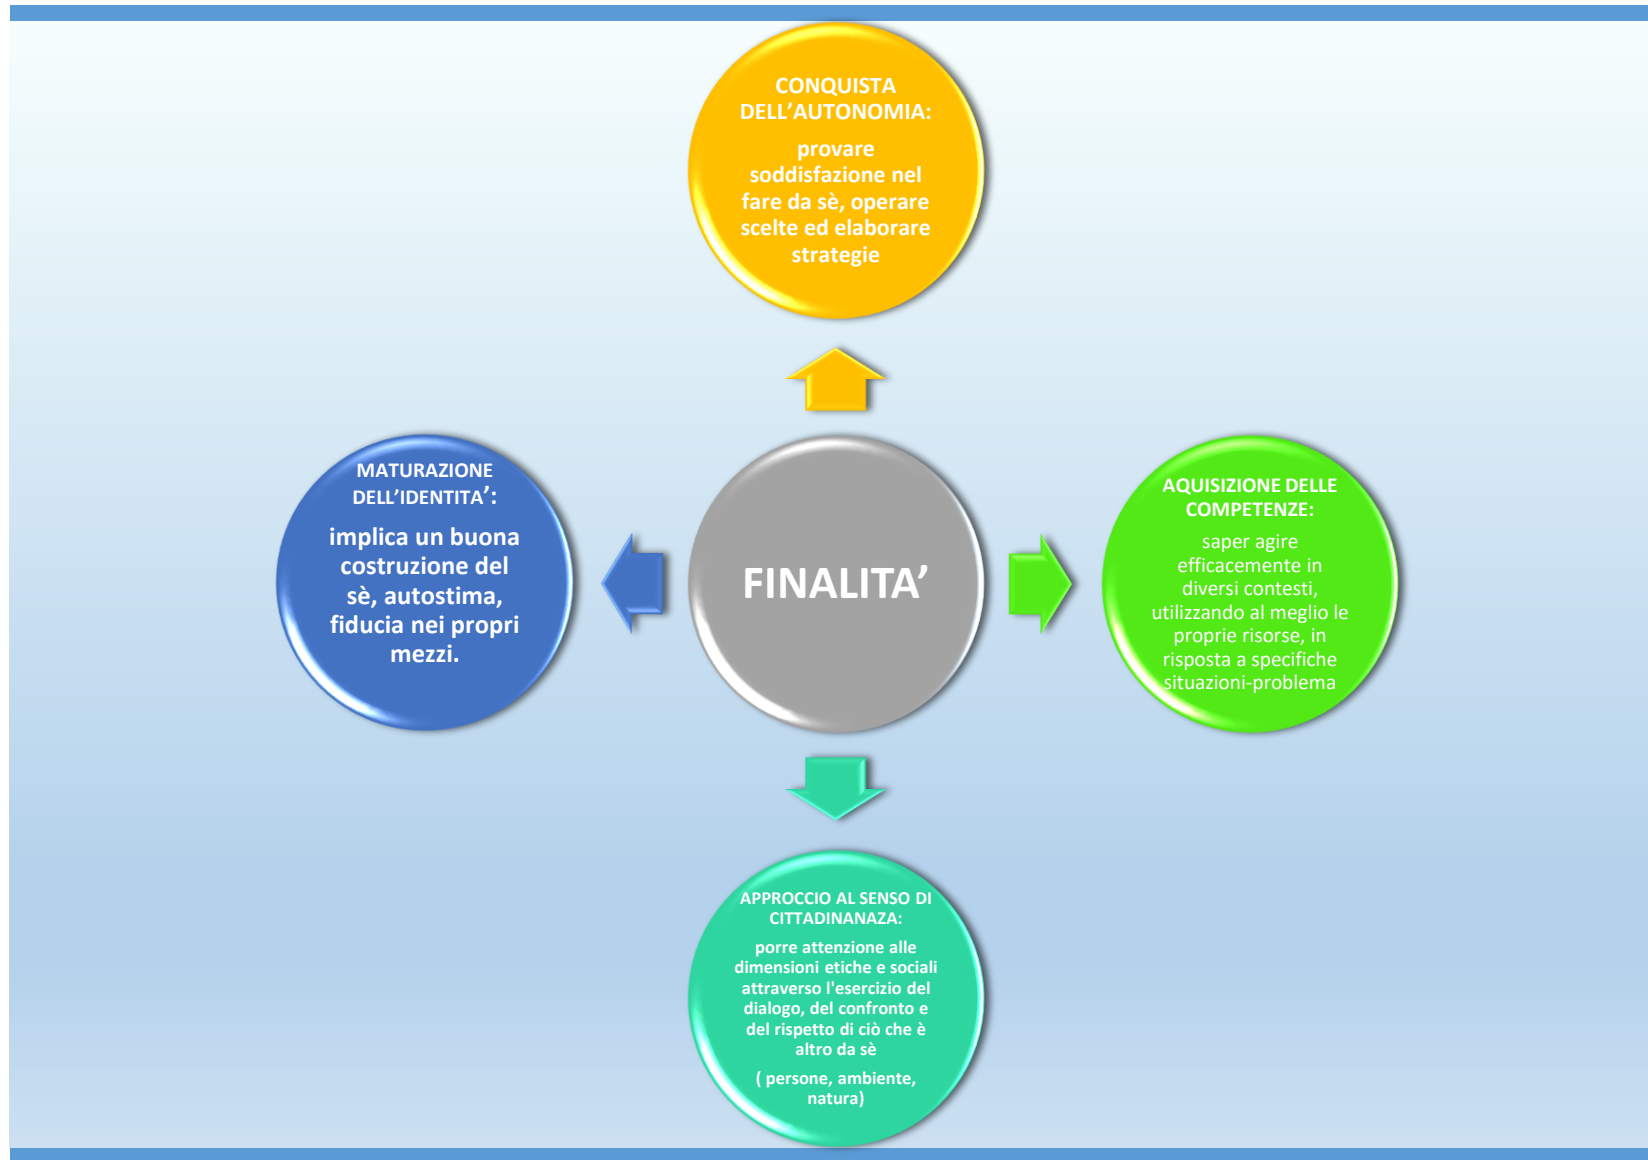 CONQUISTA
DELL’AUTONOMIA:
provare
soddisfazione nel
fare da sè, operare
scelte ed elaborare
strategie
MATURAZIONE
DELL’IDENTITA’:
implica un buona
costruzione del
sè, autostima,
fiducia nei propri
mezzi.
FINALITA’
AQUISIZIONE DELLE
COMPETENZE:
saper agire
efficacemente in
diversi contesti,
utilizzando al meglio le
proprie risorse, in
risposta a specifiche
situazioni-problema
APPROCCIO AL SENSO DI
CITTADINANAZA:
porre attenzione alle
dimensioni etiche e sociali
attraverso l'esercizio del
dialogo, del confronto e
del rispetto di ciò che è
altro da sè
( persone, ambiente,
natura)